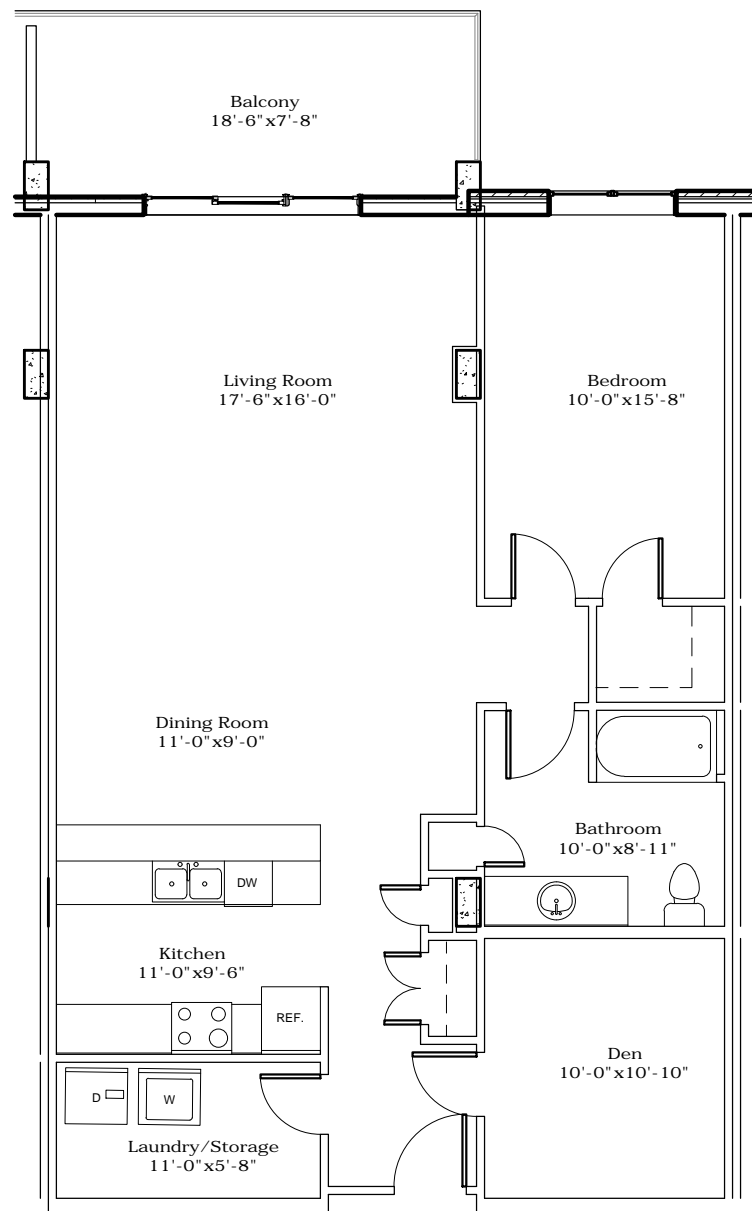 Balcony
18'-6"x7'-8"
Living Room
17'-6"x16'-0"
Bedroom
10'-0"x15'-8"
Dining Room
11'-0"x9'-0"
Bathroom
10'-0"x8'-11"
DW
Kitchen
11'-0"x9'-6"
REF.
Den
10'-0"x10'-10"
D
W
Laundry/Storage
11'-0"x5'-8"